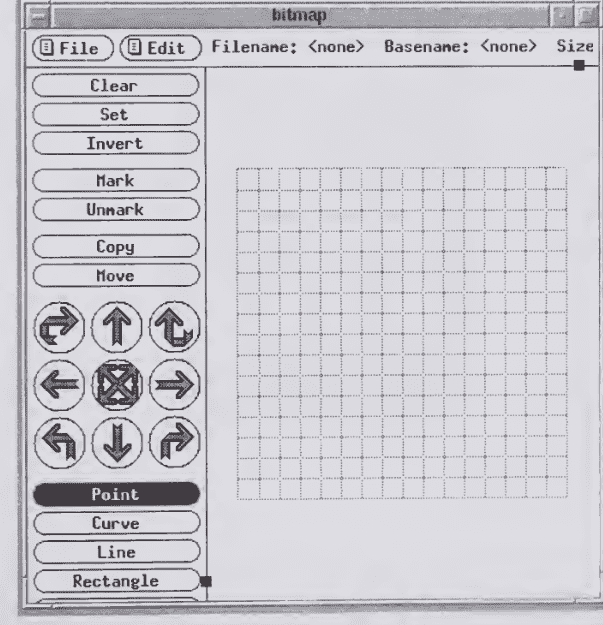 bitmap
File Edit Filename: <none> Basename: <none> Size
Clear
Set
Invert
Mark
Unmark
Copy
Move
Point
Curve
Line
Rectangle